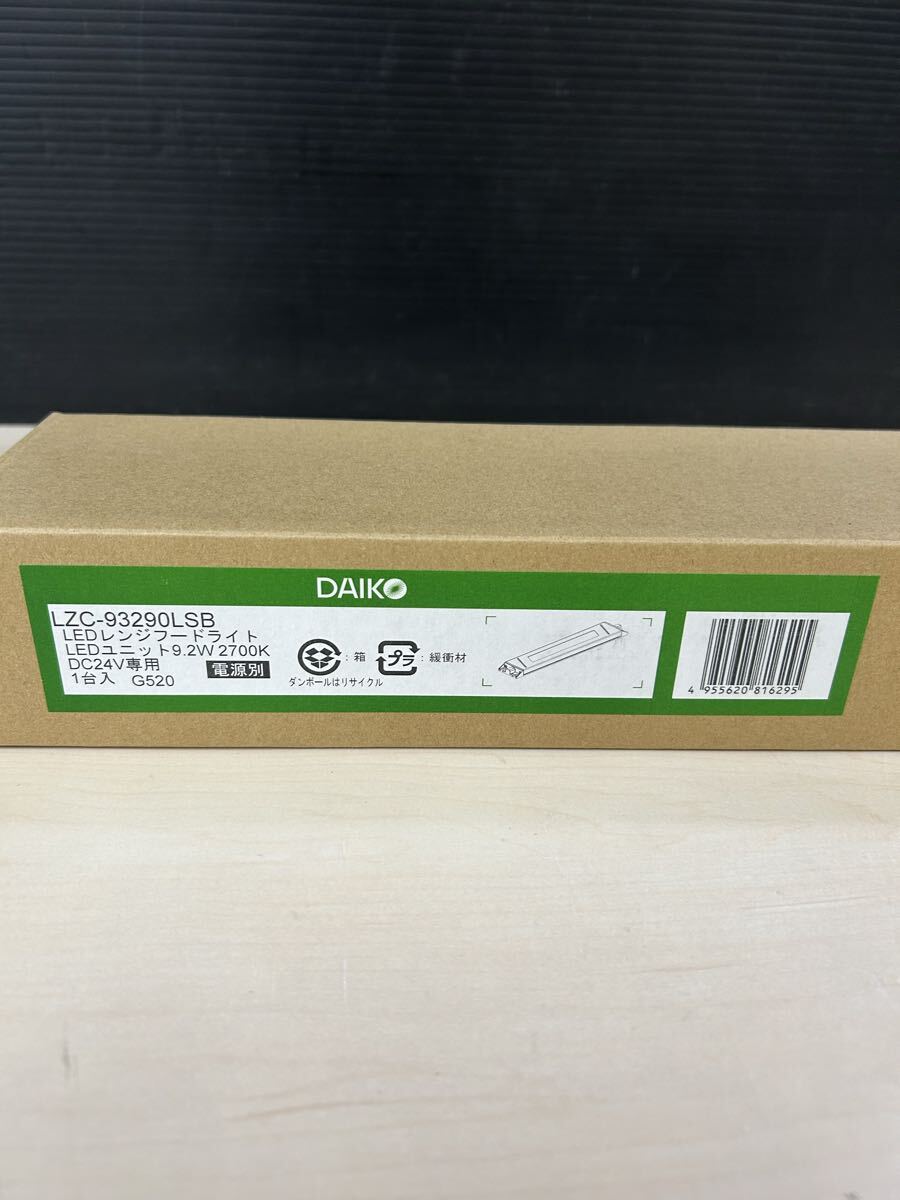 DAIKO
LZC-93290LSB
LEDレンジフードライト
LEDユニット9.2W 2700K
DC24V専用 電源別
1台入 G520
:箱
ダンボールはリサイクル
プラ :緩衝材
4 955620 816295